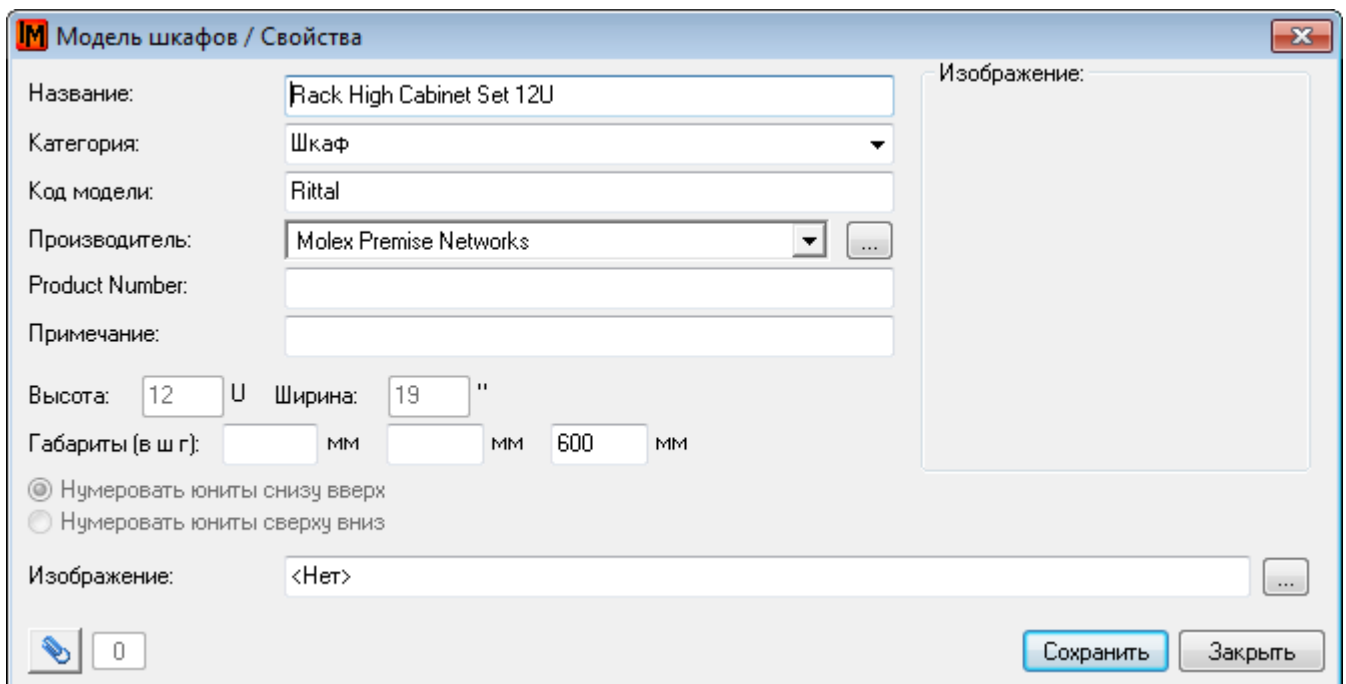 IM Модель шкафов / Свойства
Изображение:
Название: Rack High Cabinet Set 12U
Категория: Шкаф
Код модели: Rittal
Производитель: Molex Premise Networks ...
Product Number:
Примечание:
Высота: 12 U Ширина: 19 "
Габариты (в ш г): мм мм 600 мм
Нумеровать юниты снизу вверх
Нумеровать юниты сверху вниз
Изображение: <Нет> ...
0 Сохранить Закрыть